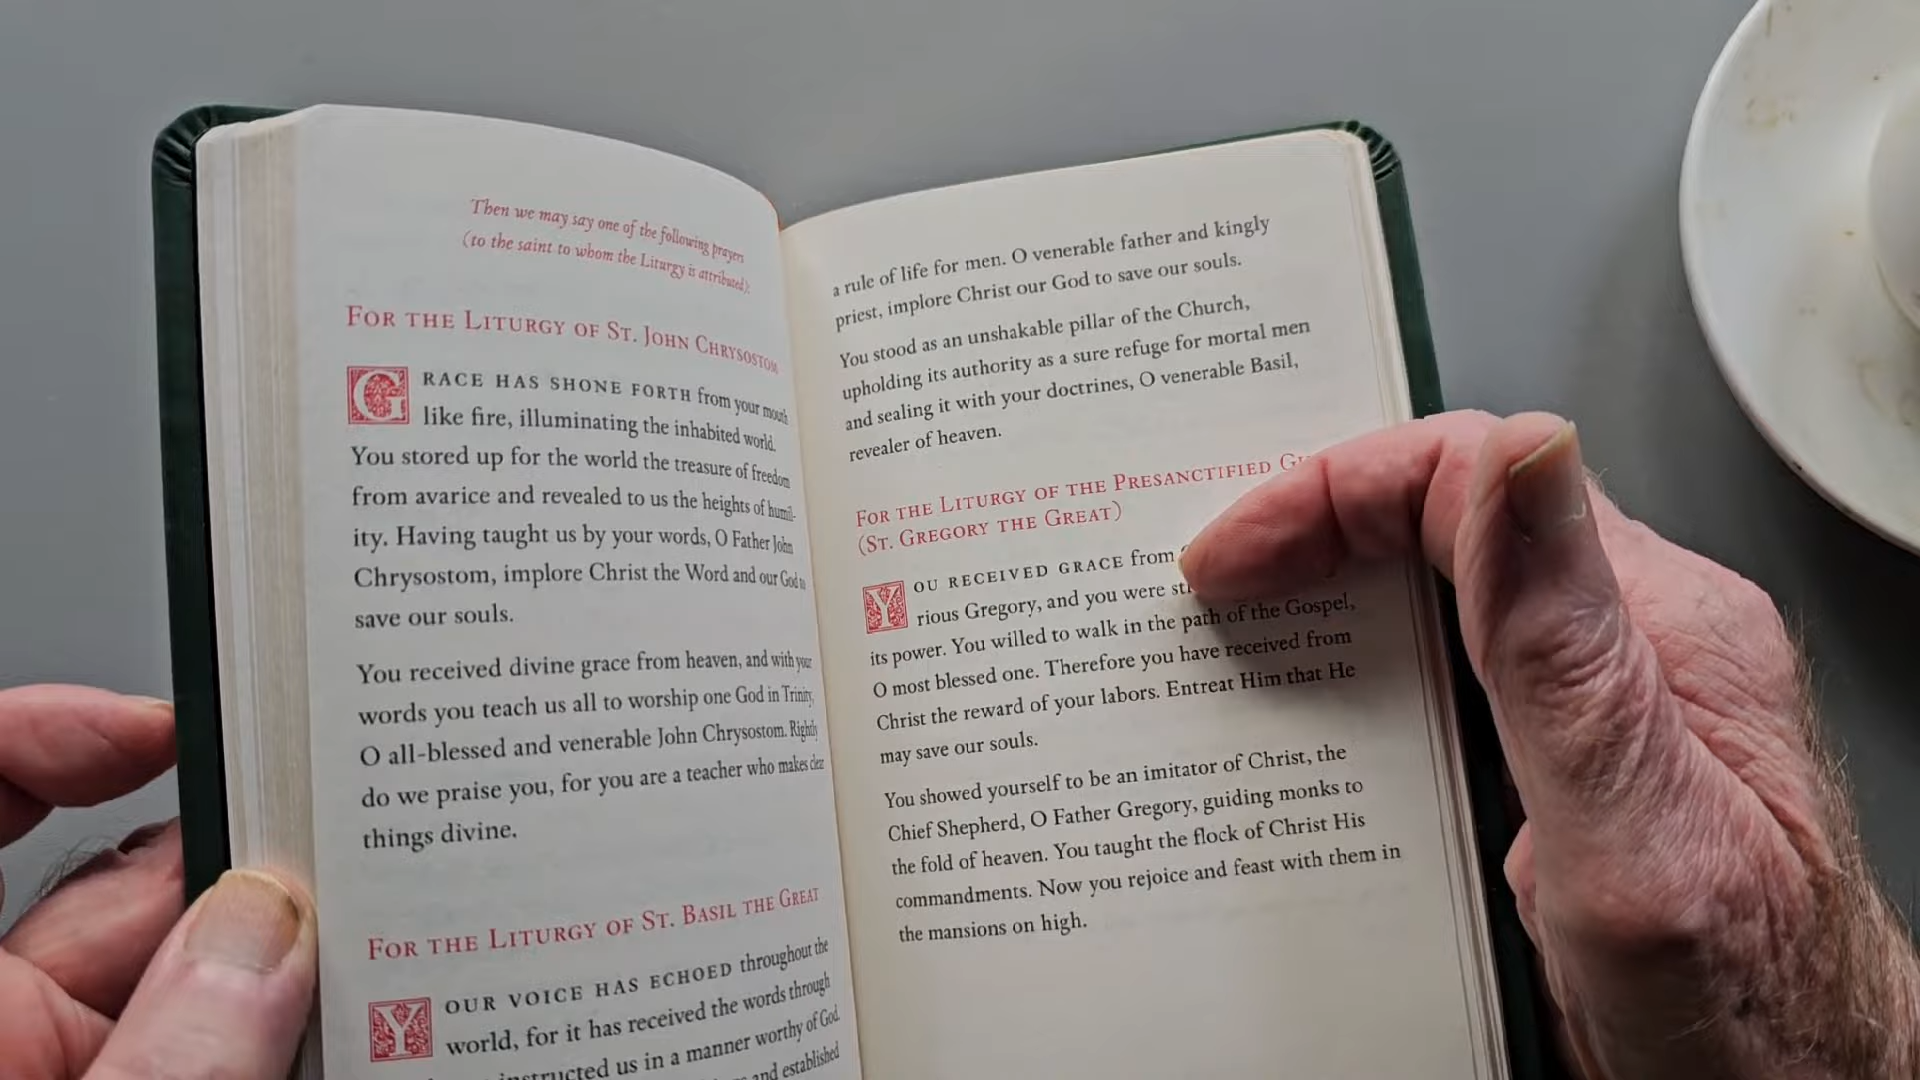 Then we may say one of the following prayers
(to the saint to whom the Liturgy is attributed):
For the Liturgy of St. John Chrysostom
Grace has shone forth from your mouth
like fire, illuminating the inhabited world.
You stored up for the world the treasure of freedom
from avarice and revealed to us the heights of humil-
ity. Having taught us by your words, O Father John
Chrysostom, implore Christ the Word and our God to
save our souls.
You received divine grace from heaven, and with your
words you teach us all to worship one God in Trinity,
O all-blessed and venerable John Chrysostom. Rightly
do we praise you, for you are a teacher who makes clear
things divine.
For the Liturgy of St. Basil the Great
Your voice has echoed throughout the
world, for it has received the words through
instructed us in a manner worthy of God,
and established
a rule of life for men. O venerable father and kingly
priest, implore Christ our God to save our souls.
You stood as an unshakable pillar of the Church,
upholding its authority as a sure refuge for mortal men
and sealing it with your doctrines, O venerable Basil,
revealer of heaven.
For the Liturgy of the Presanctified
(St. Gregory the Great)
You received grace from
rious Gregory, and you were
its power. You willed to walk in the path of the Gospel,
O most blessed one. Therefore you have received from
Christ the reward of your labors. Entreat Him that He
may save our souls.
You showed yourself to be an imitator of Christ, the
Chief Shepherd, O Father Gregory, guiding monks to
the fold of heaven. You taught the flock of Christ His
commandments. Now you rejoice and feast with them in
the mansions on high.